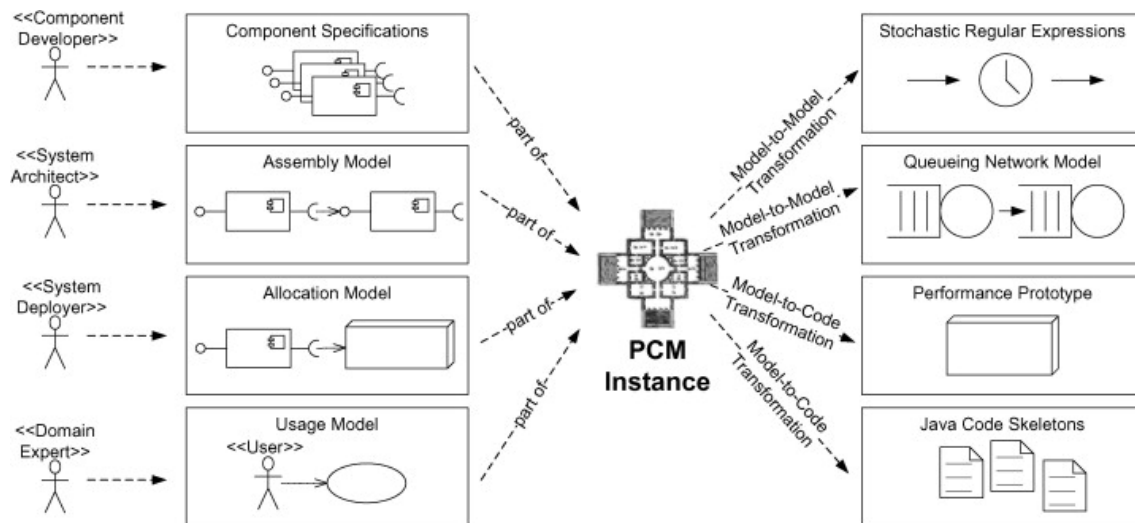 <<Component
Developer>>
Component Specifications
<<System
Architect>>
Assembly Model
<<System
Deployer>>
Allocation Model
<<Domain
Expert>>
Usage Model
<<User>>
part of
part of
part of
part of
PCM
Instance
Model-to-Model
Transformation
Model-to-Model
Transformation
Model-to-Code
Transformation
Model-to-Code
Transformation
Stochastic Regular Expressions
Queueing Network Model
Performance Prototype
Java Code Skeletons